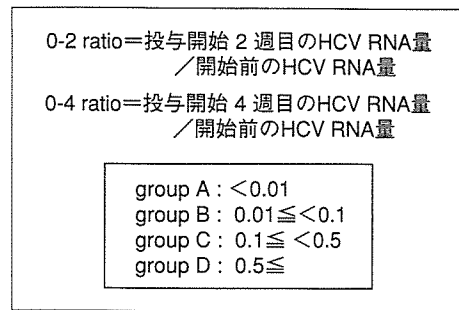 0-2 ratio=投与開始 2 週目のHCV RNA量
／開始前のHCV RNA量
0-4 ratio=投与開始 4 週目のHCV RNA量
／開始前のHCV RNA量
group A : <0.01
group B : 0.01≦<0.1
group C : 0.1≦ <0.5
group D : 0.5≦